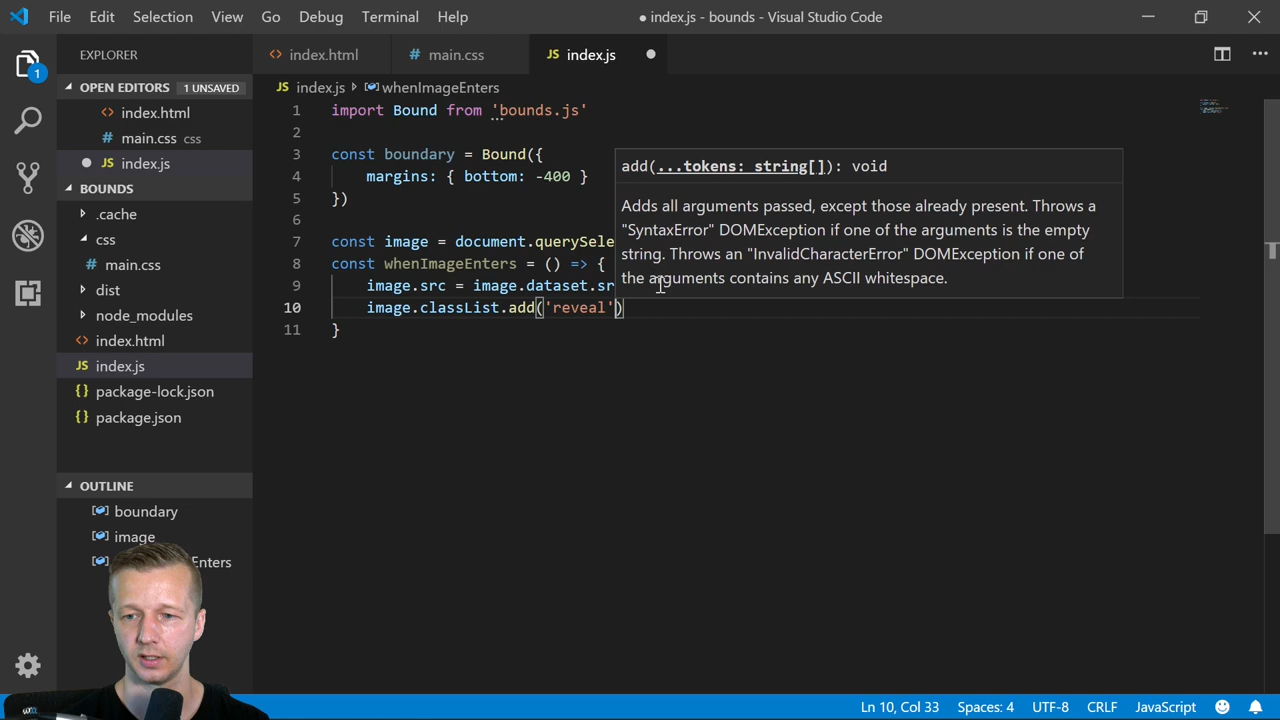 File Edit Selection View Go Debug Terminal Help
● index.js - bounds - Visual Studio Code
EXPLORER
<> index.html
# main.css
JS index.js
OPEN EDITORS 1 UNSAVED
<> index.html
# main.css css
JS index.js
BOUNDS
.cache
css
# main.css
dist
node_modules
<> index.html
JS index.js
{} package-lock.json
{} package.json
OUTLINE
boundary
image
Enters
1
JS index.js whenImageEnters
1 import Bound from 'bounds.js'
2
3 const boundary = Bound({
4 margins: { bottom: -400 }
5 })
6
7 const image = document.querySele
8 const whenImageEnters = () => {
9 image.src = image.dataset.sr
10 image.classList.add('reveal')
11 }
add(...tokens: string[]): void
Adds all arguments passed, except those already present. Throws a
"SyntaxError" DOMException if one of the arguments is the empty
string. Throws an "InvalidCharacterError" DOMException if one of
the arguments contains any ASCII whitespace.
Ln 10, Col 33 Spaces: 4 UTF-8 CRLF JavaScript